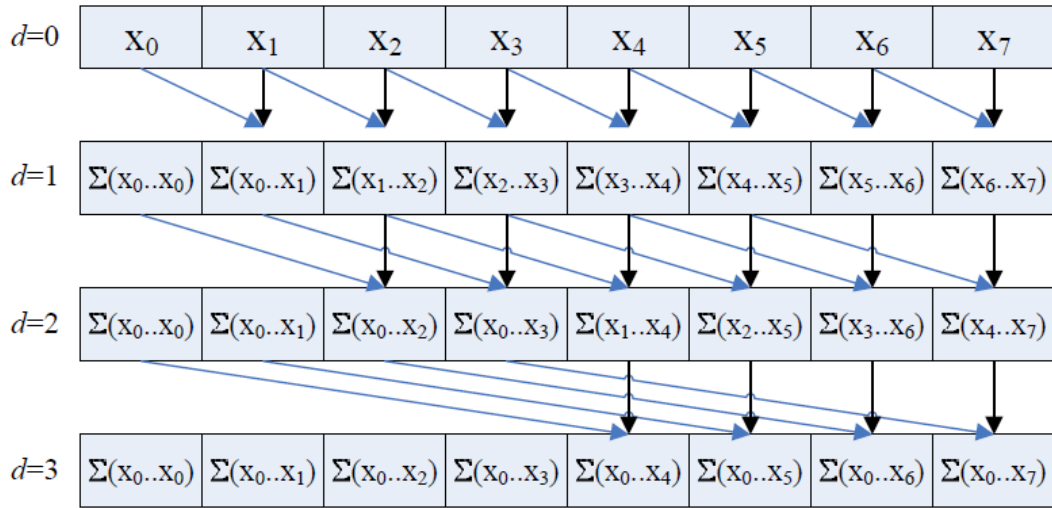 d=0 x₀ x₁ x₂ x₃ x₄ x₅ x₆ x₇
d=1 Σ(x₀..x₀) Σ(x₀..x₁) Σ(x₁..x₂) Σ(x₂..x₃) Σ(x₃..x₄) Σ(x₄..x₅) Σ(x₅..x₆) Σ(x₆..x₇)
d=2 Σ(x₀..x₀) Σ(x₀..x₁) Σ(x₀..x₂) Σ(x₀..x₃) Σ(x₁..x₄) Σ(x₂..x₅) Σ(x₃..x₆) Σ(x₄..x₇)
d=3 Σ(x₀..x₀) Σ(x₀..x₁) Σ(x₀..x₂) Σ(x₀..x₃) Σ(x₀..x₄) Σ(x₀..x₅) Σ(x₀..x₆) Σ(x₀..x₇)